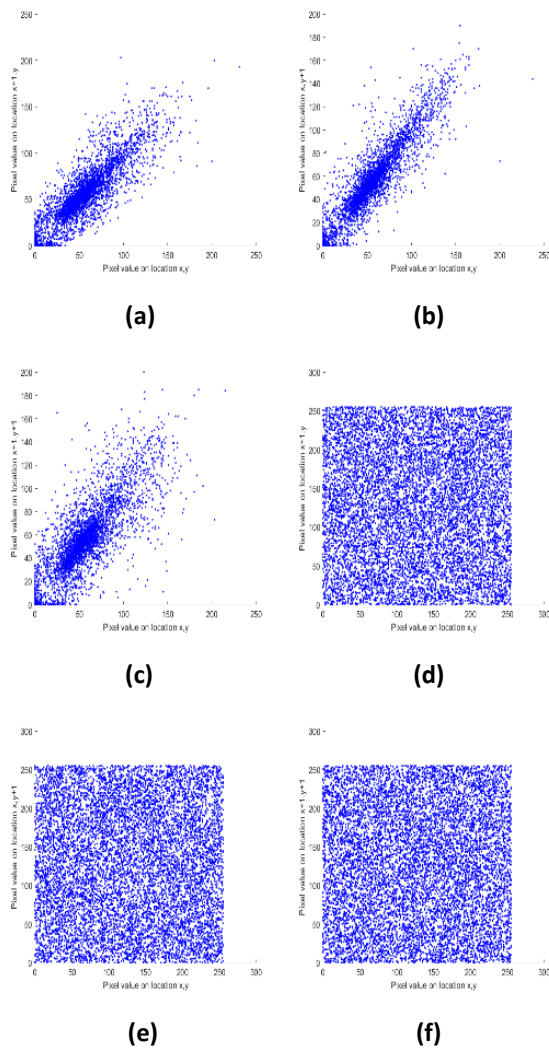 Pixel value on location x+1,y
250
200
150
100
50
0
0 50 100 150 200 250
Pixel value on location x,y
(a)
Pixel value on location x,y+1
200
180
160
140
120
100
80
60
40
20
0
0 50 100 150 200 250
Pixel value on location x,y
(b)
Pixel value on location x+1,y+1
200
180
160
140
120
100
80
60
40
20
0
0 50 100 150 200 250
Pixel value on location x,y
(c)
Pixel value on location x+1,y
300
250
200
150
100
50
0
0 50 100 150 200 250 300
Pixel value on location x,y
(d)
Pixel value on location x,y+1
300
250
200
150
100
50
0
0 50 100 150 200 250 300
Pixel value on location x,y
(e)
Pixel value on location x+1,y+1
300
250
200
150
100
50
0
0 50 100 150 200 250 300
Pixel value on location x,y
(f)